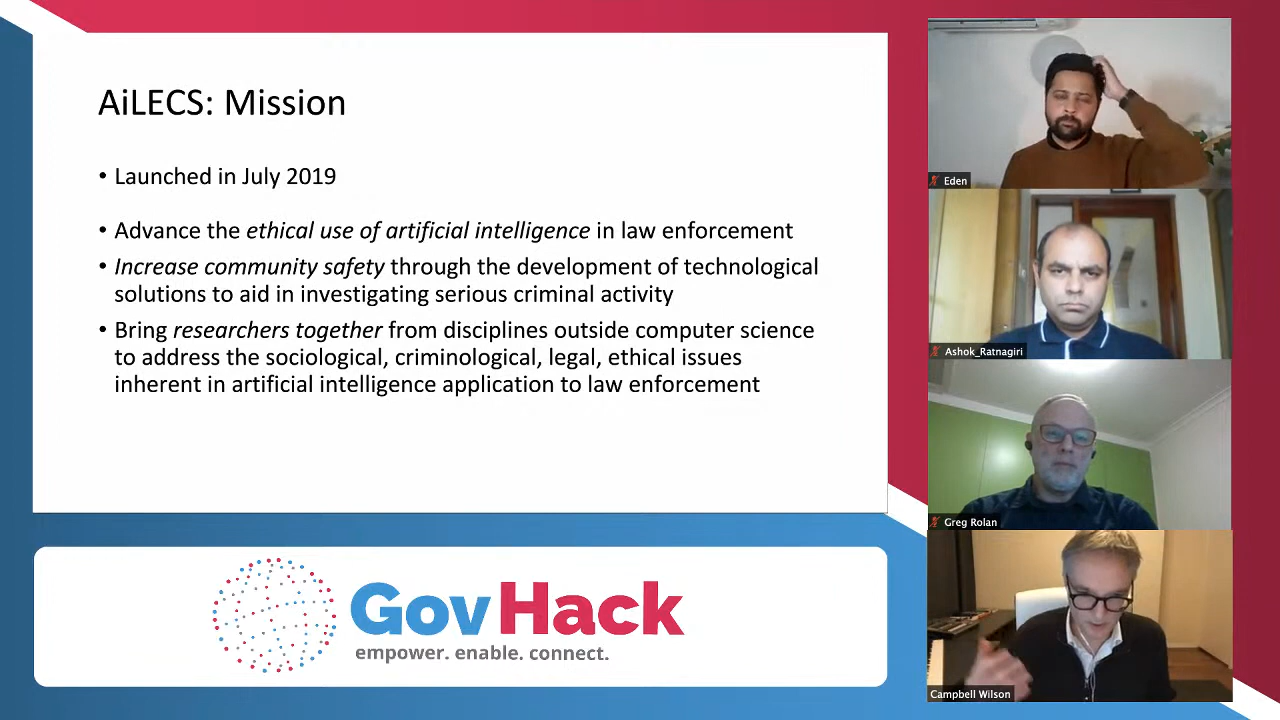 AiLECS: Mission
• Launched in July 2019
• Advance the ethical use of artificial intelligence in law enforcement
• Increase community safety through the development of technological
solutions to aid in investigating serious criminal activity
• Bring researchers together from disciplines outside computer science
to address the sociological, criminological, legal, ethical issues
inherent in artificial intelligence application to law enforcement
GovHack
empower. enable. connect.
Eden
Ashok_Ratnagiri
Greg Rolan
Campbell Wilson